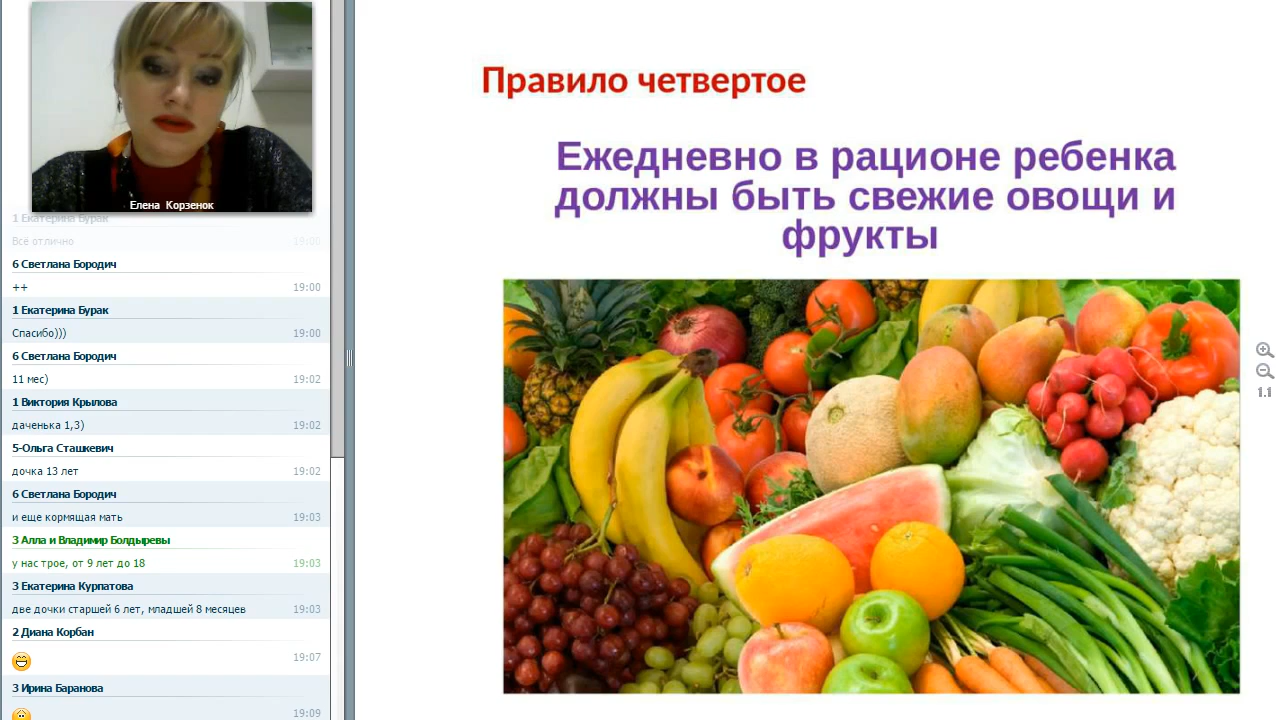 Елена Корзенок
1 Екатерина Бурак
Все отлично 19:00
6 Светлана Бородич
++ 19:00
1 Екатерина Бурак
Спасибо))) 19:00
6 Светлана Бородич
11 мес) 19:02
1 Виктория Крылова
даченька 1,3) 19:02
5-Ольга Сташкевич
дочка 13 лет 19:02
6 Светлана Бородич
и еще кормящая мать 19:03
3 Алла и Владимир Болдыревы
у нас трое, от 9 лет до 18 19:03
3 Екатерина Курпатова
две дочки старшей 6 лет, младшей 8 месяцев 19:03
2 Диана Корбан
19:07
3 Ирина Баранова
19:09
Правило четвертое
Ежедневно в рационе ребенка
должны быть свежие овощи и
фрукты
1.1